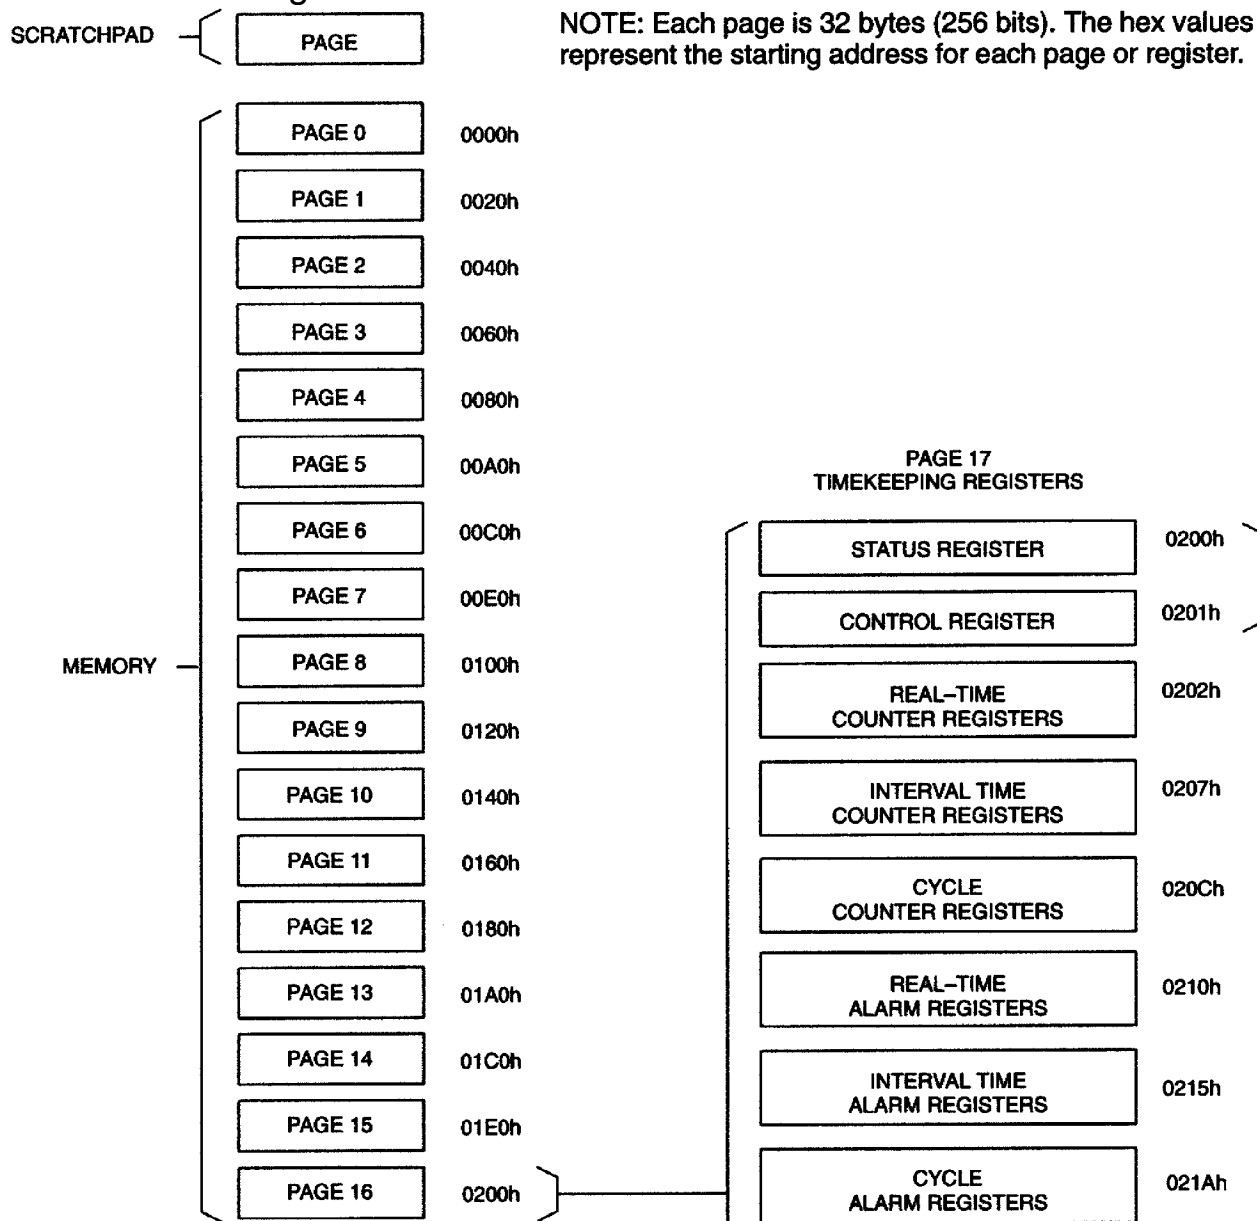 SCRATCHPAD
PAGE
NOTE: Each page is 32 bytes (256 bits). The hex values
represent the starting address for each page or register.
MEMORY
PAGE 0 0000h
PAGE 1 0020h
PAGE 2 0040h
PAGE 3 0060h
PAGE 4 0080h
PAGE 5 00A0h
PAGE 6 00C0h
PAGE 7 00E0h
PAGE 8 0100h
PAGE 9 0120h
PAGE 10 0140h
PAGE 11 0160h
PAGE 12 0180h
PAGE 13 01A0h
PAGE 14 01C0h
PAGE 15 01E0h
PAGE 16 0200h
PAGE 17
TIMEKEEPING REGISTERS
STATUS REGISTER 0200h
CONTROL REGISTER 0201h
REAL–TIME 0202h
COUNTER REGISTERS
INTERVAL TIME 0207h
COUNTER REGISTERS
CYCLE 020Ch
COUNTER REGISTERS
REAL–TIME 0210h
ALARM REGISTERS
INTERVAL TIME 0215h
ALARM REGISTERS
CYCLE 021Ah
ALARM REGISTERS